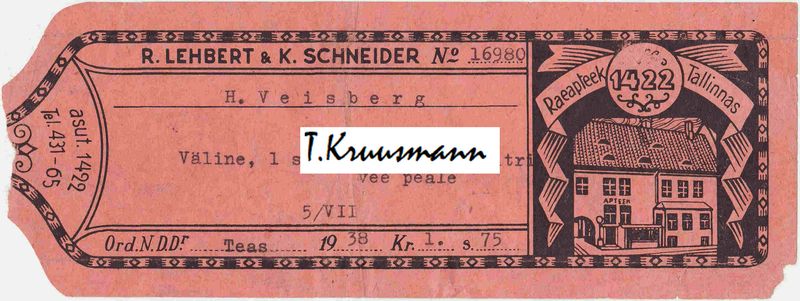 R. LEHBERT & K. SCHNEIDER № 16980
H. Veisberg
T.Kruusmann
Väline, 1 s
vee peale
5/VII
Ord.N.D.Dr Teas 1938 Kr. 1. s. 75
asut. 1422
Tel. 431-65
Raeapteek 1422 Tallinnas
APTEEK